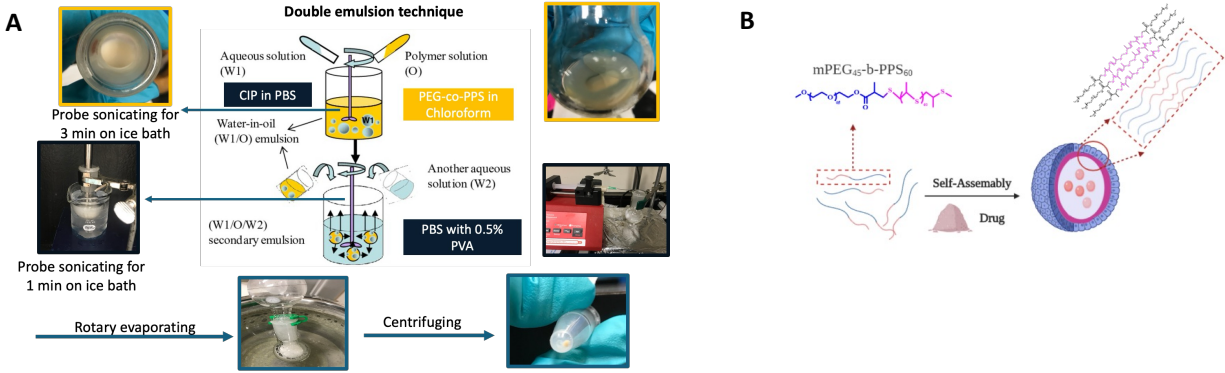 A
Double emulsion technique
Aqueous solution
(W1)
Polymer solution
(O)
CIP in PBS
PEG-co-PPS in
Chloroform
W1
Probe sonicating for
3 min on ice bath
Water-in-oil
(W1/O) emulsion
Another aqueous
solution (W2)
(W1/O/W2)
secondary emulsion
PBS with 0.5%
PVA
Probe sonicating for
1 min on ice bath
Rotary evaporating
Centrifuging
B
mPEG45-b-PPS60
Self-Assembly
Drug